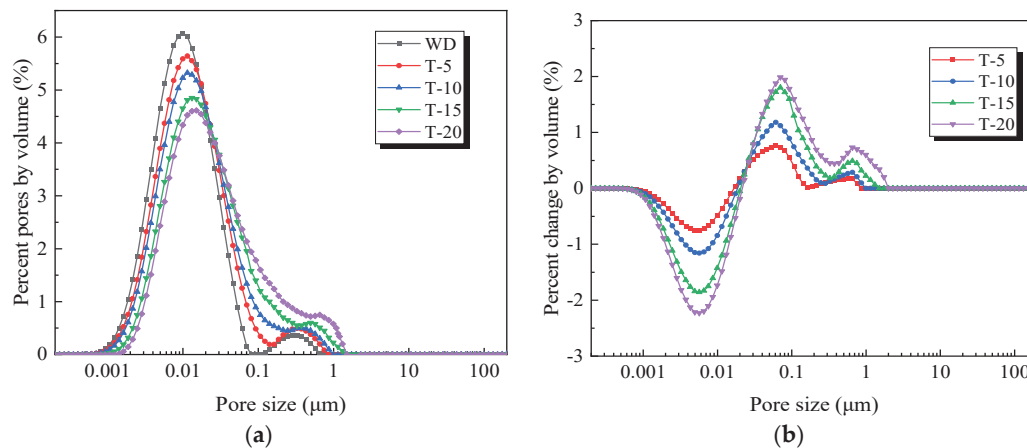 Percent pores by volume (%)
6
5
4
3
2
1
0
0.001 0.01 0.1 1 10 100
Pore size (μm)
WD
T-5
T-10
T-15
T-20
(a)
Percent change by volume (%)
3
2
1
0
-1
-2
-3
0.001 0.01 0.1 1 10 100
Pore size (μm)
T-5
T-10
T-15
T-20
(b)